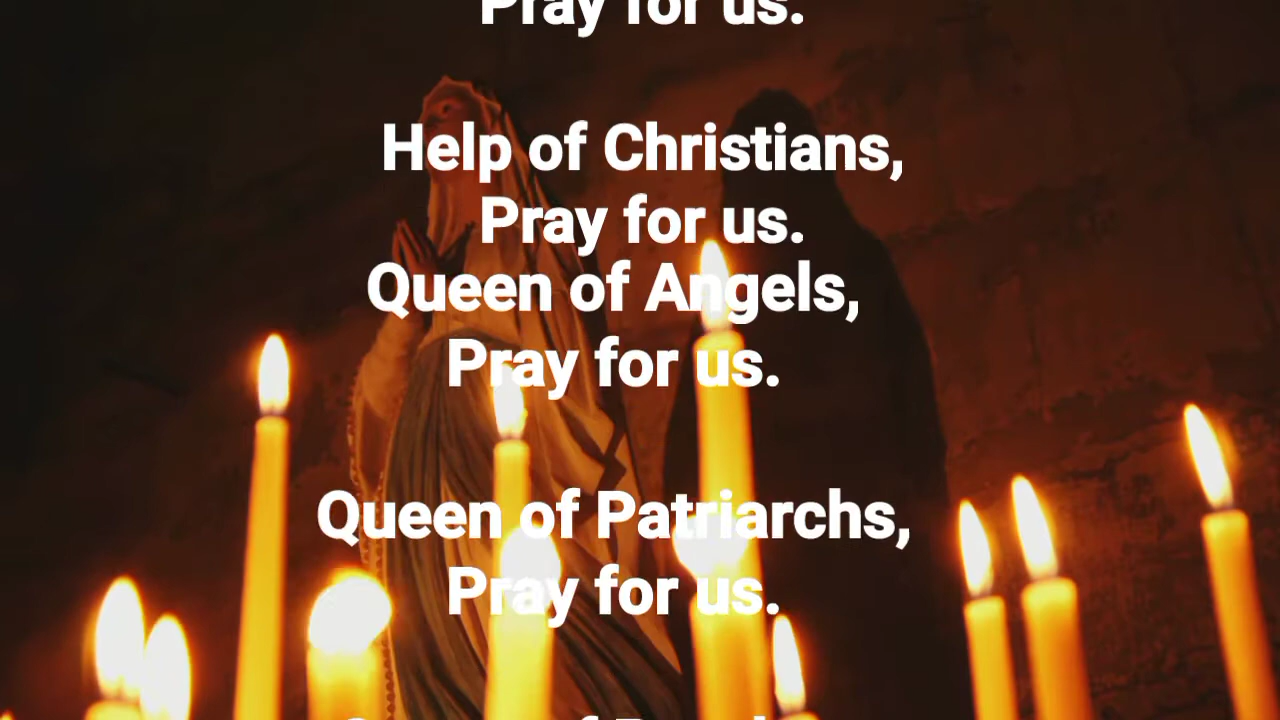 Pray for us.
Help of Christians,
Pray for us.
Queen of Angels,
Pray for us.
Queen of Patriarchs,
Pray for us.